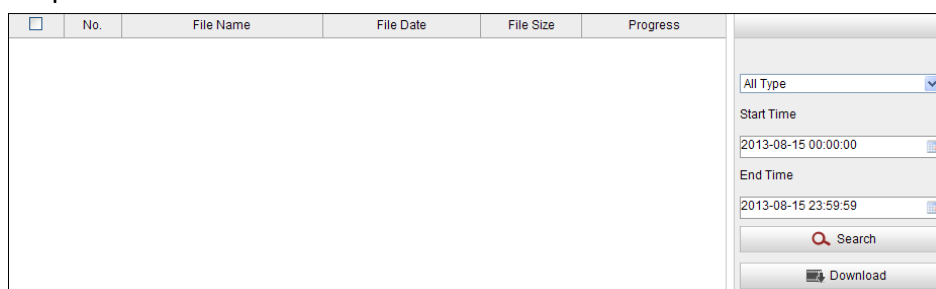 No. File Name File Date File Size Progress
All Type
Start Time
2013-08-15 00:00:00
End Time
2013-08-15 23:59:59
Search
Download